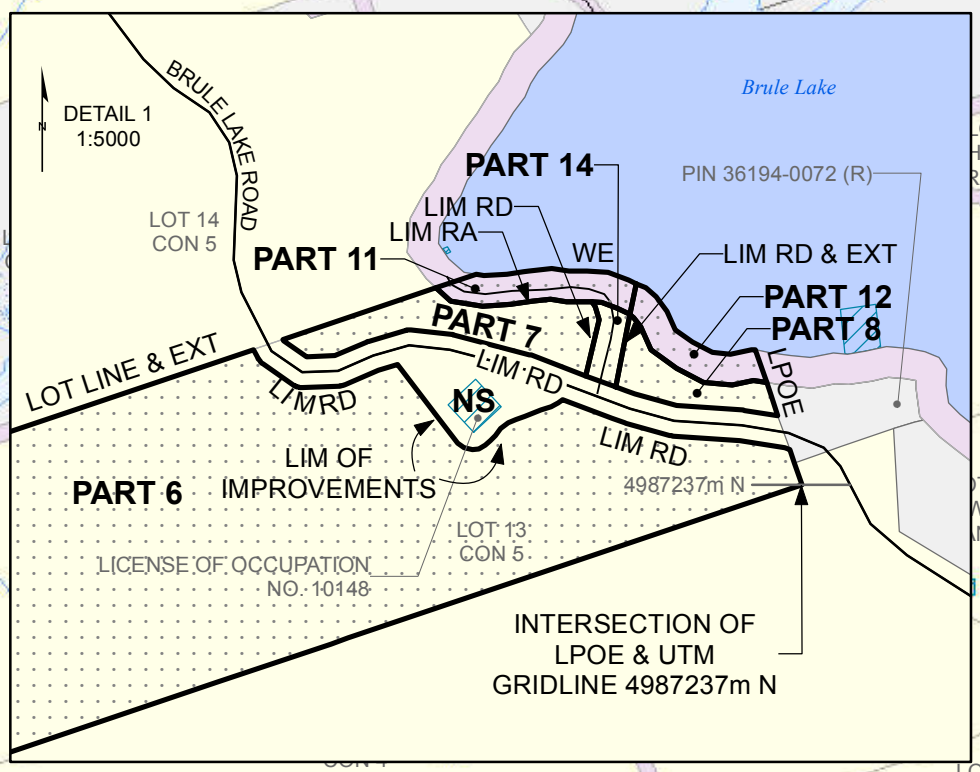 DETAIL 1
1:5000
N
BRULE LAKE ROAD
Brule Lake
LOT 14
CON 5
PART 14
PIN 36194-0072 (R)
LIM RD
LIM RA
WE
LIM RD & EXT
PART 11
PART 12
PART 7
PART 8
LOT LINE & EXT
LIM RD
LIM RD
LPOE
NS
LIM RD
LIM OF
IMPROVEMENTS
PART 6
4987237m N
LOT 13
CON 5
LICENSE OF OCCUPATION
NO. 10148
INTERSECTION OF
LPOE & UTM
GRIDLINE 4987237m N